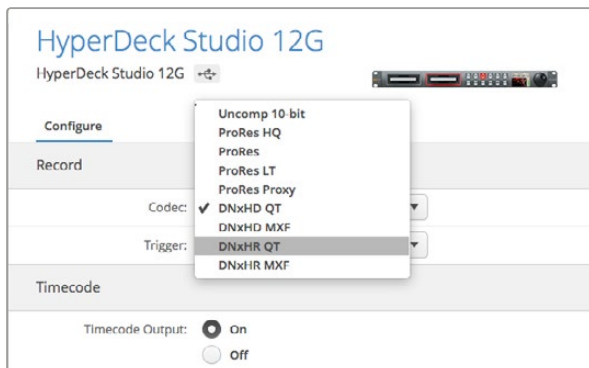 HyperDeck Studio 12G
HyperDeck Studio 12G
Configure
Record
Codec:
Uncomp 10-bit
ProRes HQ
ProRes
ProRes LT
ProRes Proxy
✔ DNxHD QT
DNxHD MXF
DNxHR QT
DNxHR MXF
Trigger:
Timecode
Timecode Output:
On
Off